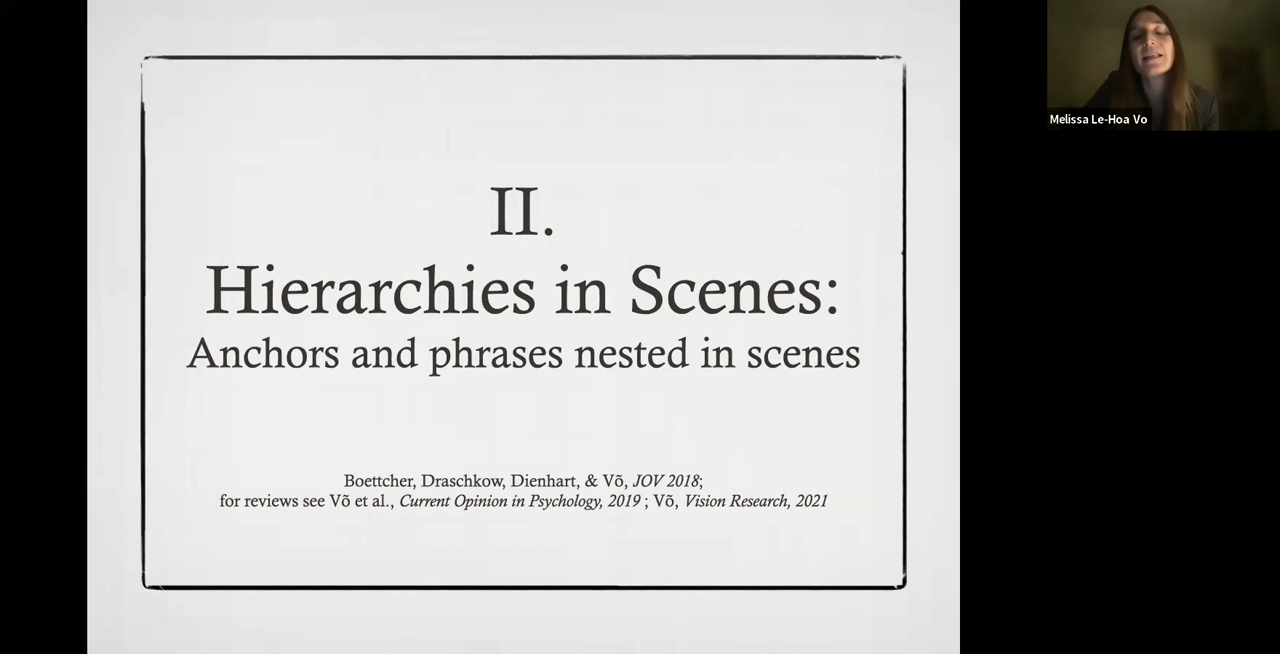 II.
Hierarchies in Scenes:
Anchors and phrases nested in scenes
Boettcher, Draschkow, Dienhart, & Võ, JOV 2018;
for reviews see Võ et al., Current Opinion in Psychology, 2019 ; Võ, Vision Research, 2021
Melissa Le-Hoa Vo